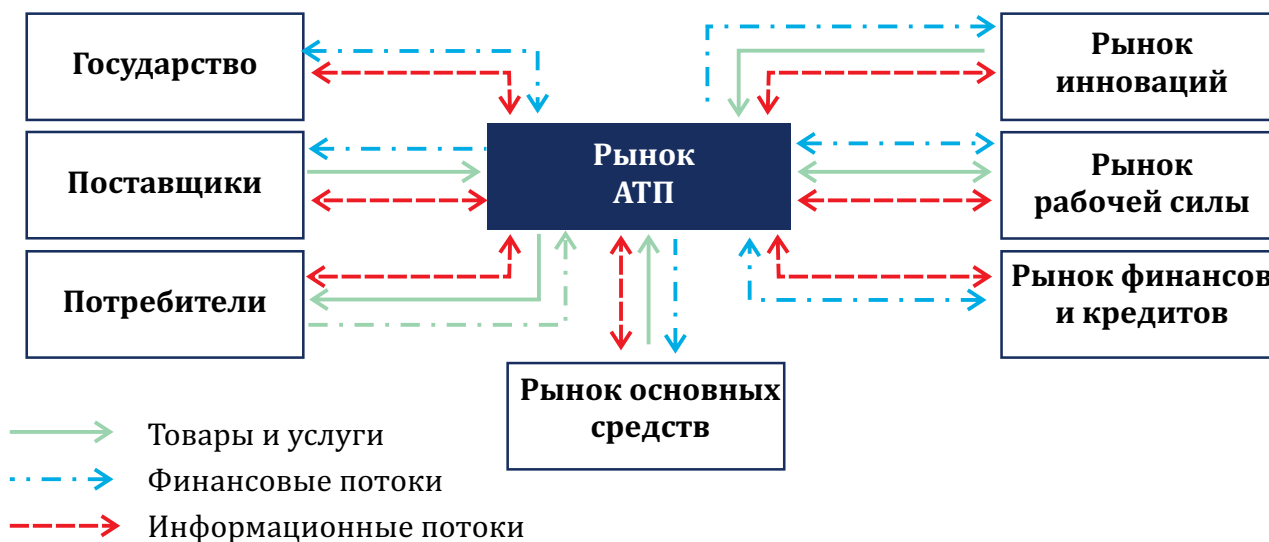 Государство
Поставщики
Потребители
Рынок
АТП
Рынок
инноваций
Рынок
рабочей силы
Рынок финансов
и кредитов
Рынок основных
средств
Товары и услуги
Финансовые потоки
Информационные потоки